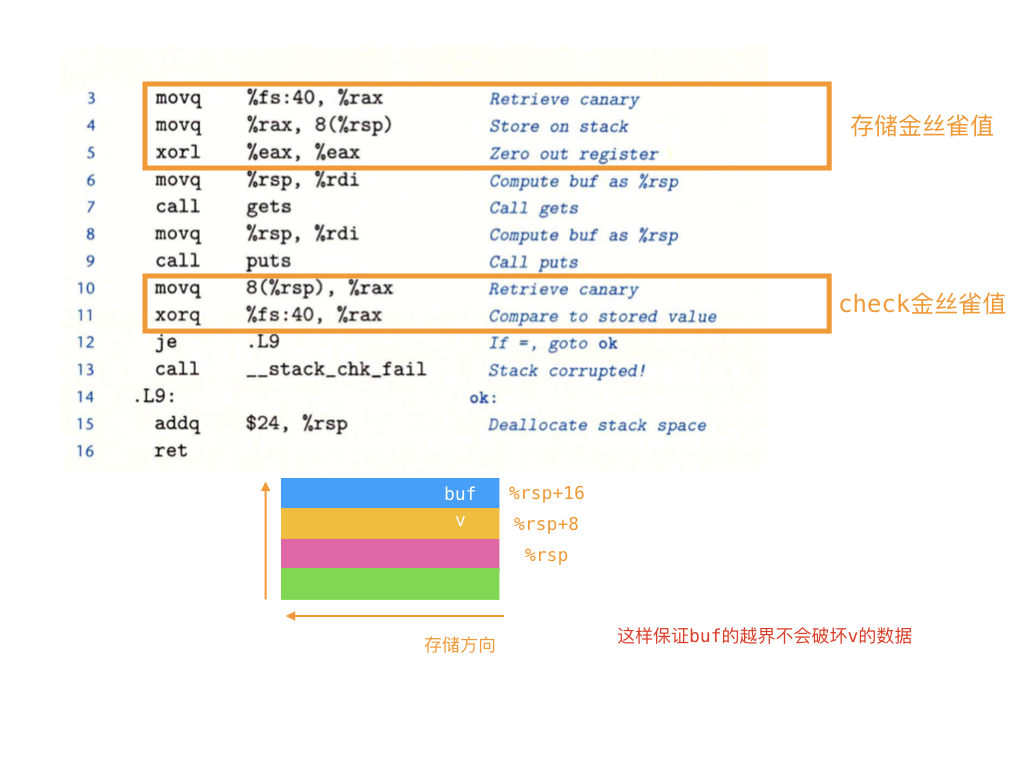 3 movq %fs:40, %rax Retrieve canary
4 movq %rax, 8(%rsp) Store on stack
5 xorl %eax, %eax Zero out register
存储金丝雀值
6 movq %rsp, %rdi Compute buf as %rsp
7 call gets Call gets
8 movq %rsp, %rdi Compute buf as %rsp
9 call puts Call puts
10 movq 8(%rsp), %rax Retrieve canary
11 xorq %fs:40, %rax Compare to stored value
check金丝雀值
12 je .L9 If =, goto ok
13 call __stack_chk_fail Stack corrupted!
14 .L9: ok:
15 addq $24, %rsp Deallocate stack space
16 ret
buf %rsp+16
v %rsp+8
%rsp
存储方向
这样保证buf的越界不会破坏v的数据